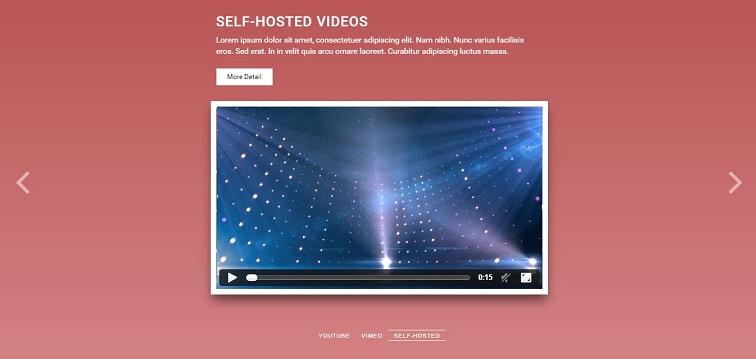 SELF-HOSTED VIDEOS
Lorem ipsum dolor sit amet, consectetuer adipiscing elit. Nam nibh. Nunc varius facilisis
eros. Sed erat. In in velit quis arcu ornare laoreet. Curabitur adipiscing luctus massa.
More Detail
0:15
YOUTUBE VIMEO SELF-HOSTED